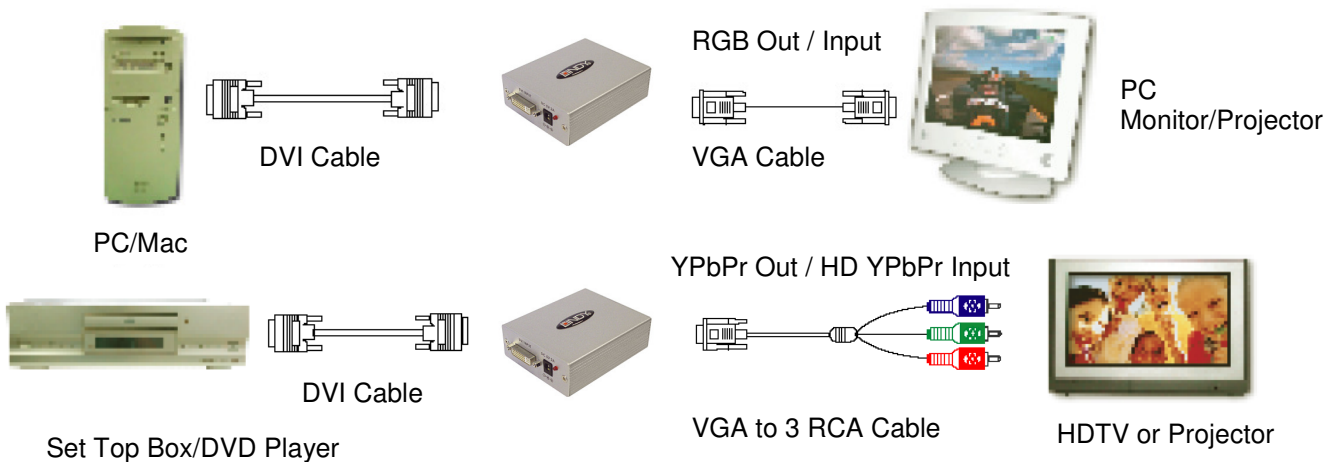 RGB Out / Input
DVI Cable
VGA Cable
PC
Monitor/Projector
PC/Mac
YPbPr Out / HD YPbPr Input
DVI Cable
VGA to 3 RCA Cable
HDTV or Projector
Set Top Box/DVD Player